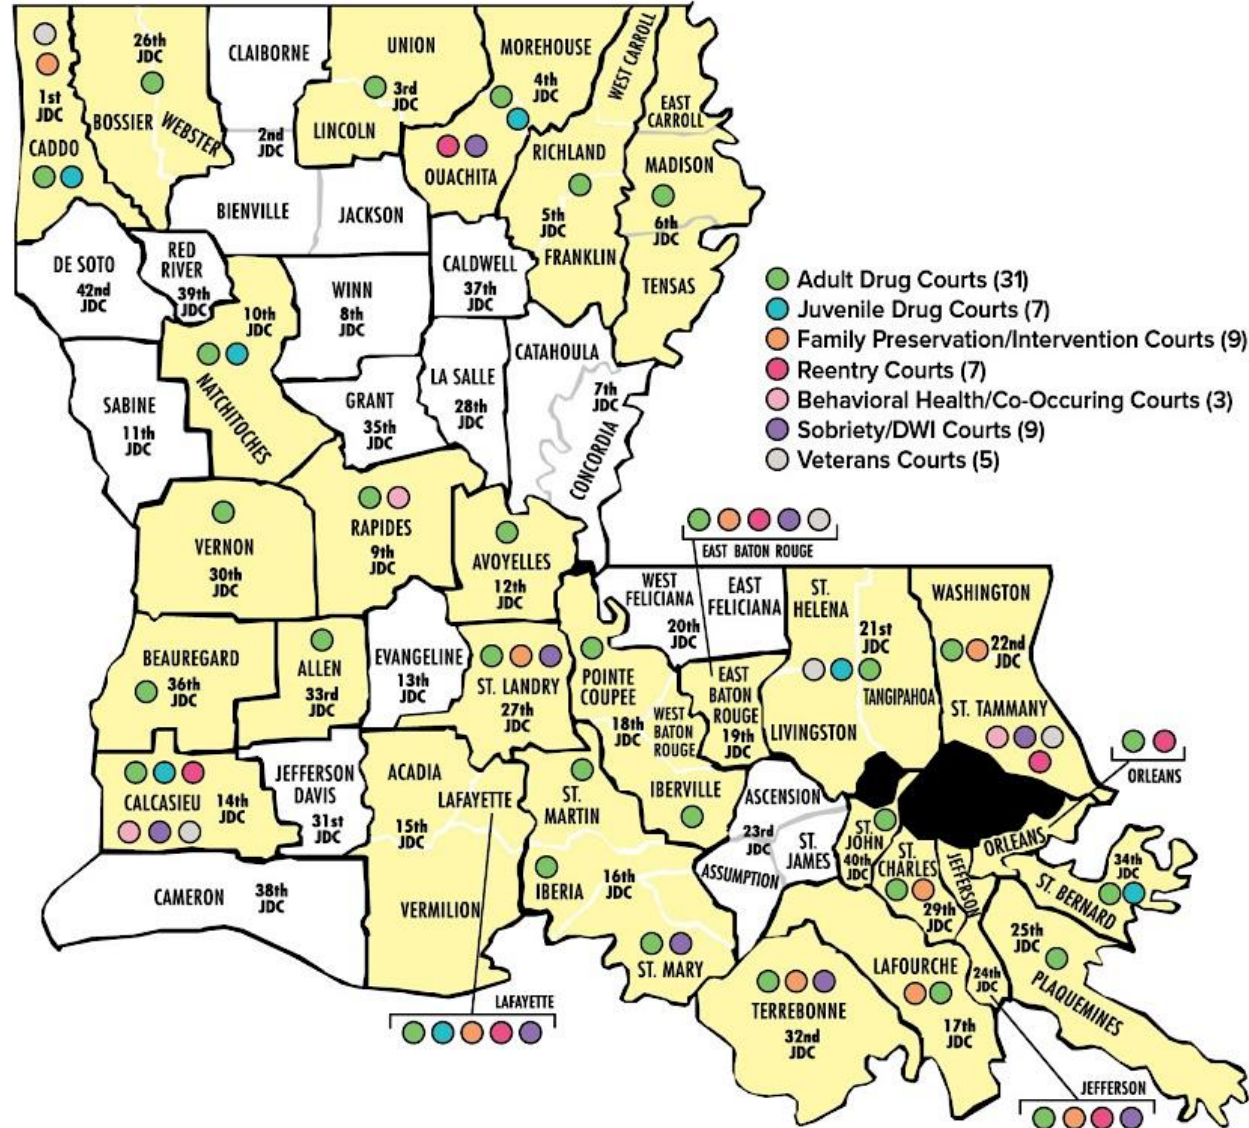 26th
JDC
CLAIBORNE
UNION
MOREHOUSE
4th
JDC
WEST CARROLL
1st
JDC
CADDO
BOSSIER
WEBSTER
2nd
JDC
3rd
JDC
LINCOLN
EAST
CARROLL
OUACHITA
RICHLAND
MADISON
BIENVILLE
JACKSON
5th
JDC
FRANKLIN
6th
JDC
TENSAS
DE SOTO
42nd
JDC
RED
RIVER
39th
JDC
10th
JDC
WINN
8th
JDC
CALDWELL
37th
JDC
Adult Drug Courts (31)
Juvenile Drug Courts (7)
Family Preservation/Intervention Courts (9)
Reentry Courts (7)
Behavioral Health/Co-Occuring Courts (3)
Sobriety/DWI Courts (9)
Veterans Courts (5)
NATCHITOCHES
SABINE
11th
JDC
GRANT
35th
JDC
LA SALLE
28th
JDC
CATAHOULA
7th
JDC
CONCORDIA
VERNON
30th
JDC
RAPIDES
9th
JDC
AVOYELLES
12th
JDC
EAST BATON ROUGE
WEST
FELICIANA
20th
JDC
EAST
FELICIANA
ST.
HELENA
21st
JDC
TANGIPAHOA
LIVINGSTON
WASHINGTON
22nd
JDC
ST. TAMMANY
BEAUREGARD
36th
JDC
ALLEN
33rd
JDC
EVANGELINE
13th
JDC
ST. LANDRY
27th
JDC
POINTE
COUPEE
18th
JDC
WEST
BATON
ROUGE
EAST
BATON
ROUGE
19th
JDC
ORLEANS
CALCASIEU
14th
JDC
JEFFERSON
DAVIS
31st
JDC
ACADIA
LAFAYETTE
15th
JDC
ST.
MARTIN
IBERVILLE
ASCENSION
23rd
JDC
ST.
JAMES
ASSUMPTION
ST.
JOHN
40th
JDC
ST.
CHARLES
29th
JDC
JEFFERSON
ORLEANS
34th
JDC
ST. BERNARD
CAMERON
38th
JDC
VERMILION
IBERIA
16th
JDC
ST. MARY
25th
JDC
PLAQUEMINES
LAFOURCHE
24th
JDC
17th
JDC
TERREBONNE
32nd
JDC
LAFAYETTE
JEFFERSON